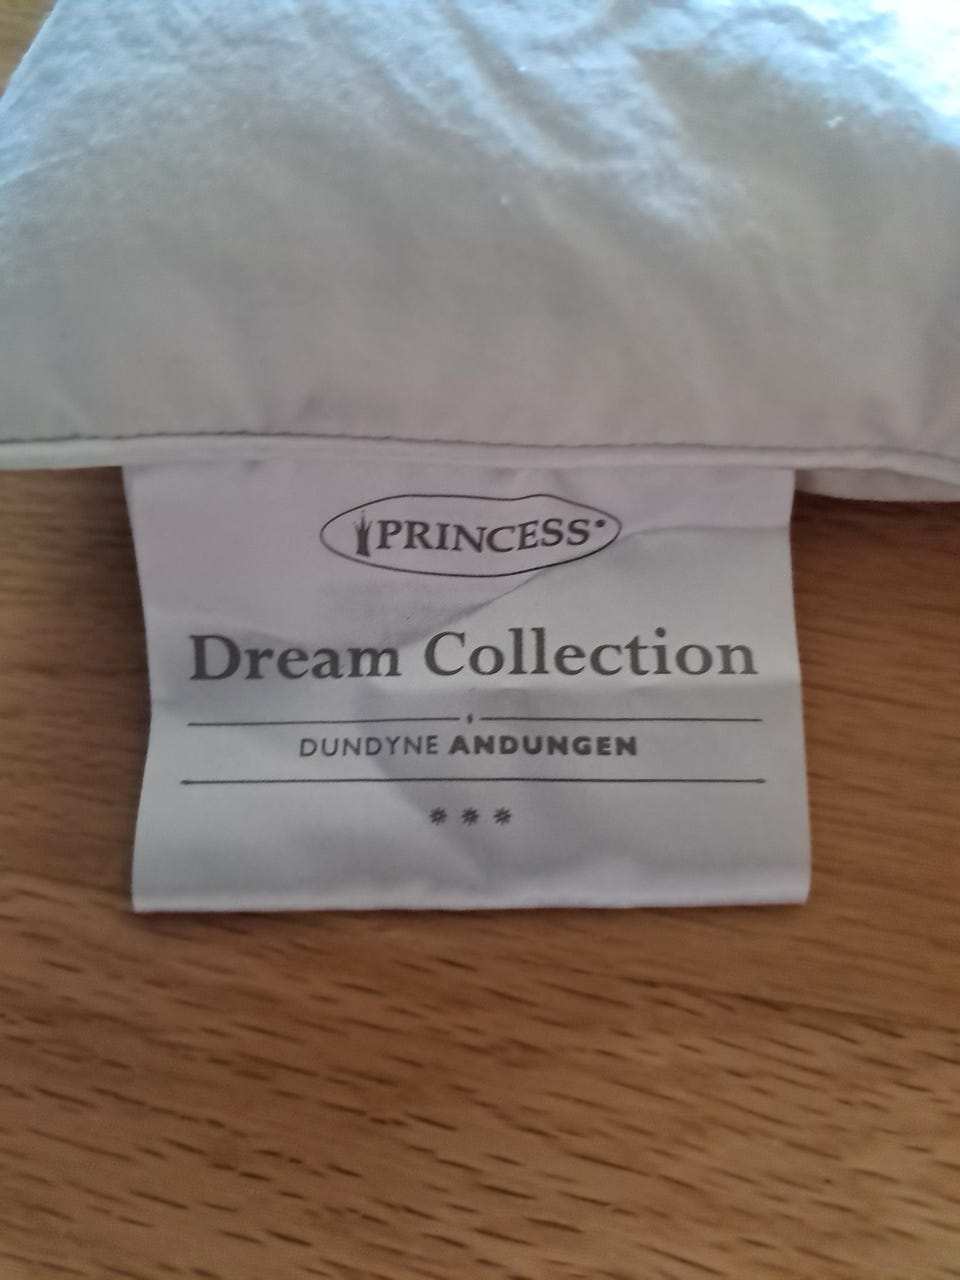 PRINCESS
Dream Collection
DUNDYNE ANDUNGEN
***